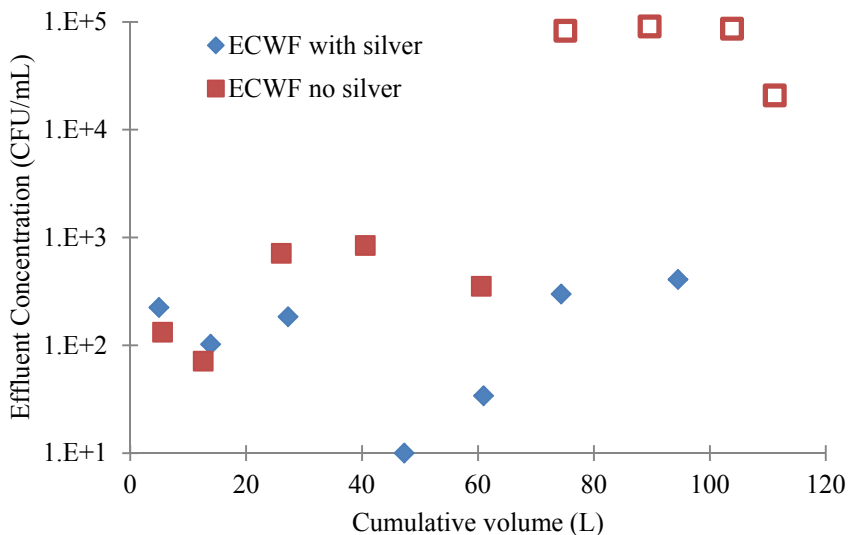 1.E+5
1.E+4
1.E+3
1.E+2
1.E+1
Effluent Concentration (CFU/mL)
ECWF with silver
ECWF no silver
0 20 40 60 80 100 120
Cumulative volume (L)